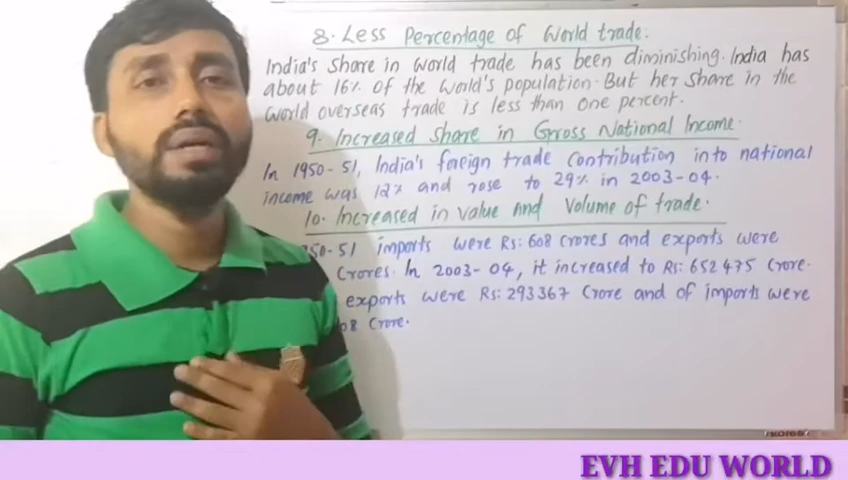 8. Less Percentage of World trade:
India's Share in world trade has been diminishing. India has
about 16% of the world's population. But her share in the
world overseas trade is less than one percent.
9. Increased Share in Gross National Income.
In 1950-51, India's foreign trade contribution into national
income was 12% and rose to 29% in 2003-04.
10. Increased in value And Volume of trade.
50-51 imports were Rs: 608 crores and exports were
Crores. In 2003-04, it increased to Rs: 652475 Crore.
exports were Rs: 293367 Crore and of imports were
08 Crore.
EVH EDU WORLD